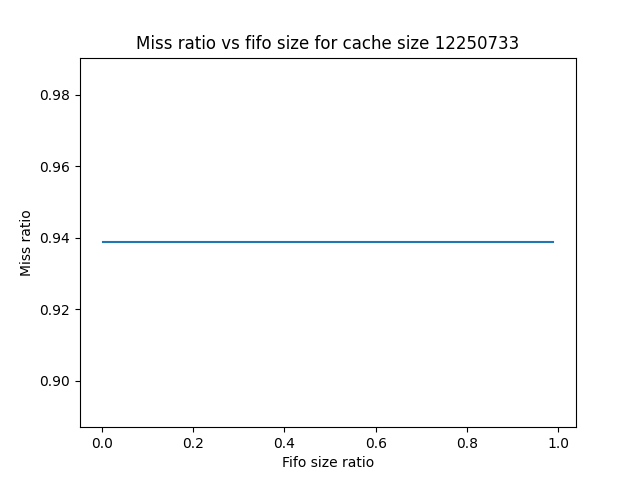 Miss ratio vs fifo size for cache size 12250733
0.98
0.96
0.94
0.92
0.90
Miss ratio
0.0 0.2 0.4 0.6 0.8 1.0
Fifo size ratio